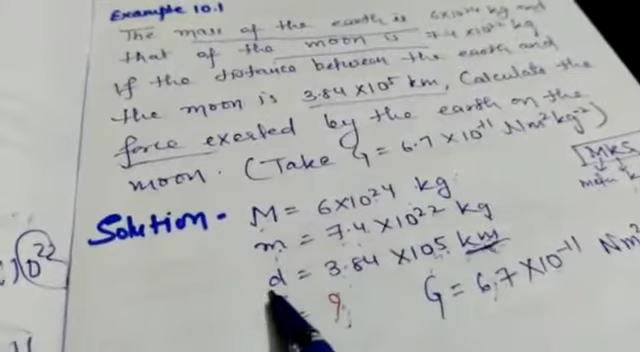 Example 10.1
The mass of the earth is 6×10²⁴ kg and
that of the moon is 7.4×10²² kg
If the distance between the earth and
the moon is 3.84 ×10⁵ km, Calculate the
force exerted by the earth on the
moon. (Take G = 6.7 ×10⁻¹¹ Nm²kg⁻²)
MKS
Solution - M = 6×10²⁴ kg
m = 7.4×10²² kg
d = 3.84 ×10⁵ km
G = 6.7 ×10⁻¹¹ Nm²
= ?
10²²